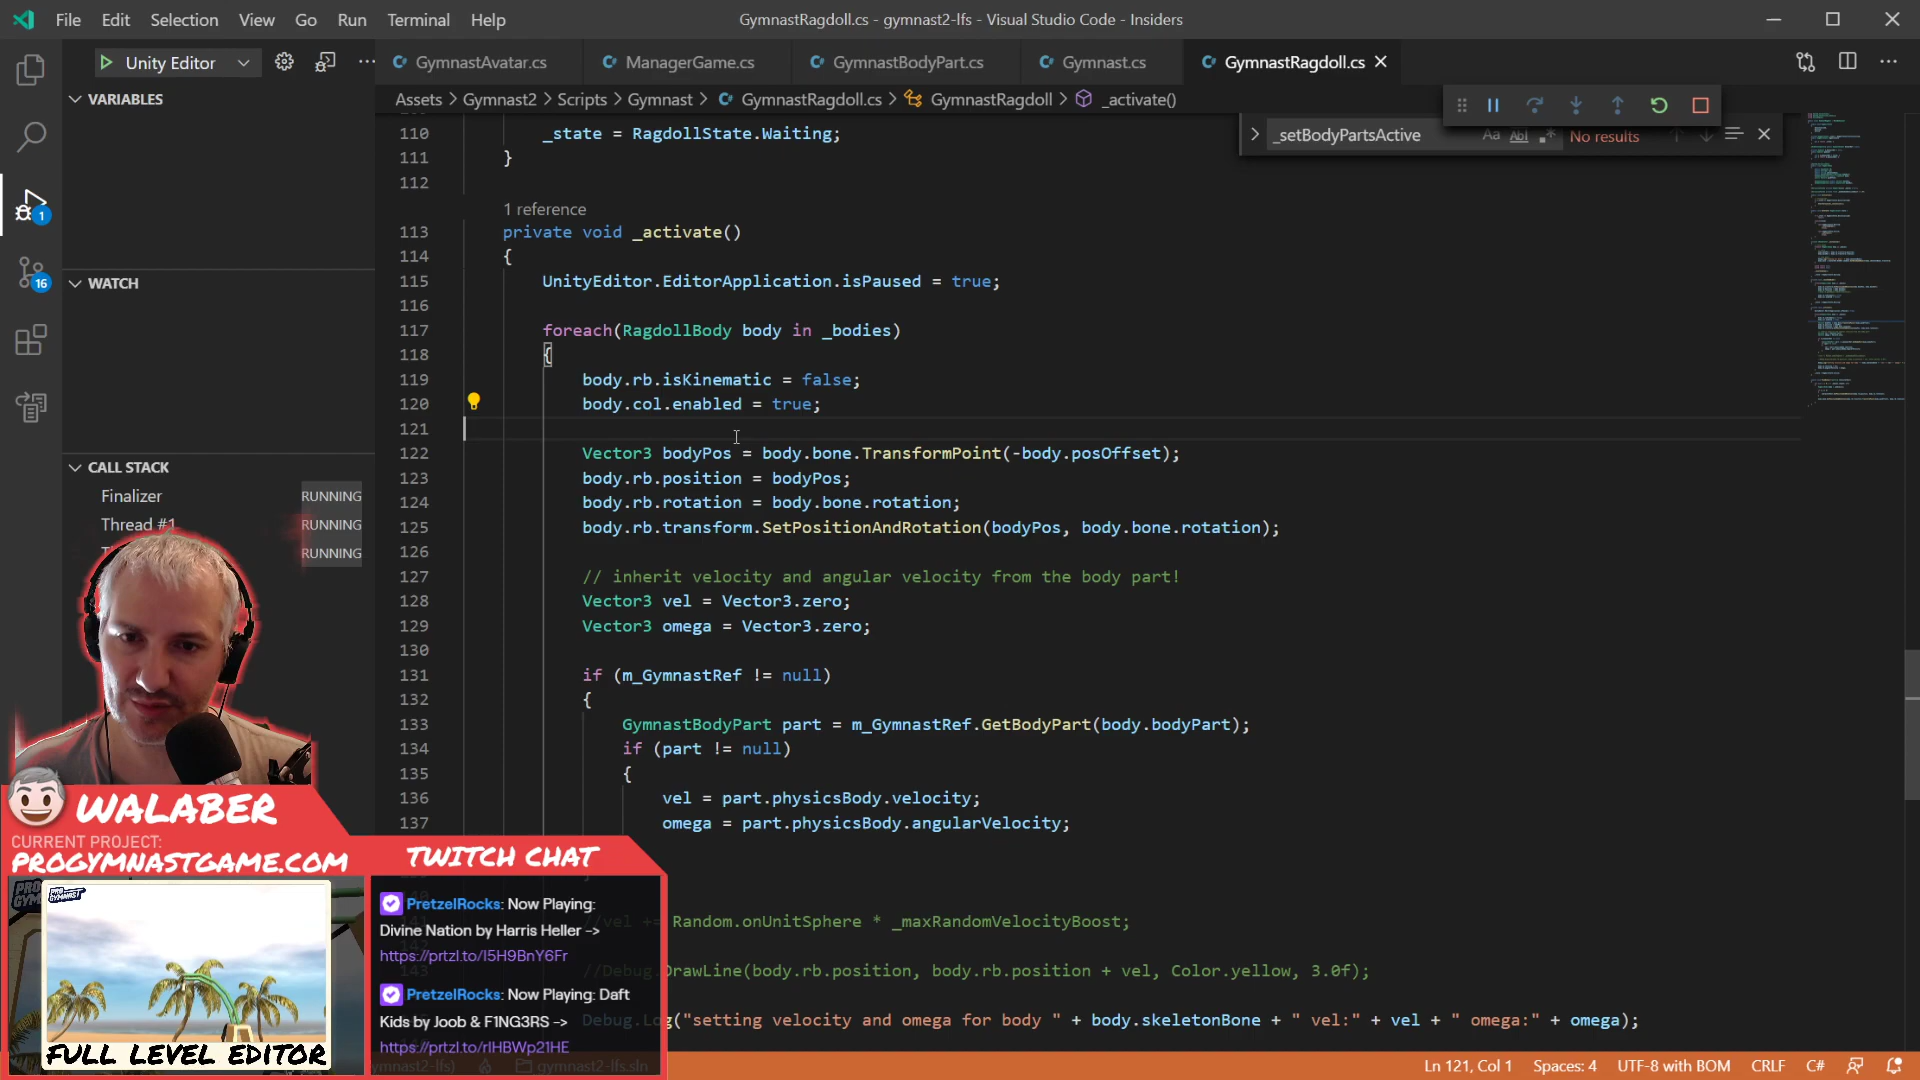 File Edit Selection View Go Run Terminal Help
GymnastRagdoll.cs - gymnast2-lfs - Visual Studio Code - Insiders
Unity Editor
GymnastAvatar.cs
ManagerGame.cs
GymnastBodyPart.cs
Gymnast.cs
GymnastRagdoll.cs
Assets > Gymnast2 > Scripts > Gymnast > GymnastRagdoll.cs > GymnastRagdoll > _activate()
_setBodyPartsActive
Aa Abl .*
No results
VARIABLES
WATCH
CALL STACK
Finalizer RUNNING
Thread #1 RUNNING
RUNNING
1
16
110 _state = RagdollState.Waiting;
111 }
112
1 reference
113 private void _activate()
114 {
115 UnityEditor.EditorApplication.isPaused = true;
116
117 foreach(RagdollBody body in _bodies)
118 {
119 body.rb.isKinematic = false;
120 body.col.enabled = true;
121
122 Vector3 bodyPos = body.bone.TransformPoint(-body.posOffset);
123 body.rb.position = bodyPos;
124 body.rb.rotation = body.bone.rotation;
125 body.rb.transform.SetPositionAndRotation(bodyPos, body.bone.rotation);
126
127 // inherit velocity and angular velocity from the body part!
128 Vector3 vel = Vector3.zero;
129 Vector3 omega = Vector3.zero;
130
131 if (m_GymnastRef != null)
132 {
133 GymnastBodyPart part = m_GymnastRef.GetBodyPart(body.bodyPart);
134 if (part != null)
135 {
136 vel = part.physicsBody.velocity;
137 omega = part.physicsBody.angularVelocity;
//vel += Random.onUnitSphere * _maxRandomVelocityBoost;
//Debug.DrawLine(body.rb.position, body.rb.position + vel, Color.yellow, 3.0f);
Debug.Log("setting velocity and omega for body " + body.skeletonBone + " vel:" + vel + " omega:" + omega);
WALABER
CURRENT PROJECT:
PROGYMNASTGAME.COM
FULL LEVEL EDITOR
TWITCH CHAT
PretzelRocks: Now Playing:
Divine Nation by Harris Heller ->
https://prtzl.to/I5H9BnY6Fr
PretzelRocks: Now Playing: Daft
Kids by Joob & F1NG3RS ->
https://prtzl.to/rIHBWp21HE
gymnast2-lfs.sln
Ln 121, Col 1 Spaces: 4 UTF-8 with BOM CRLF C#